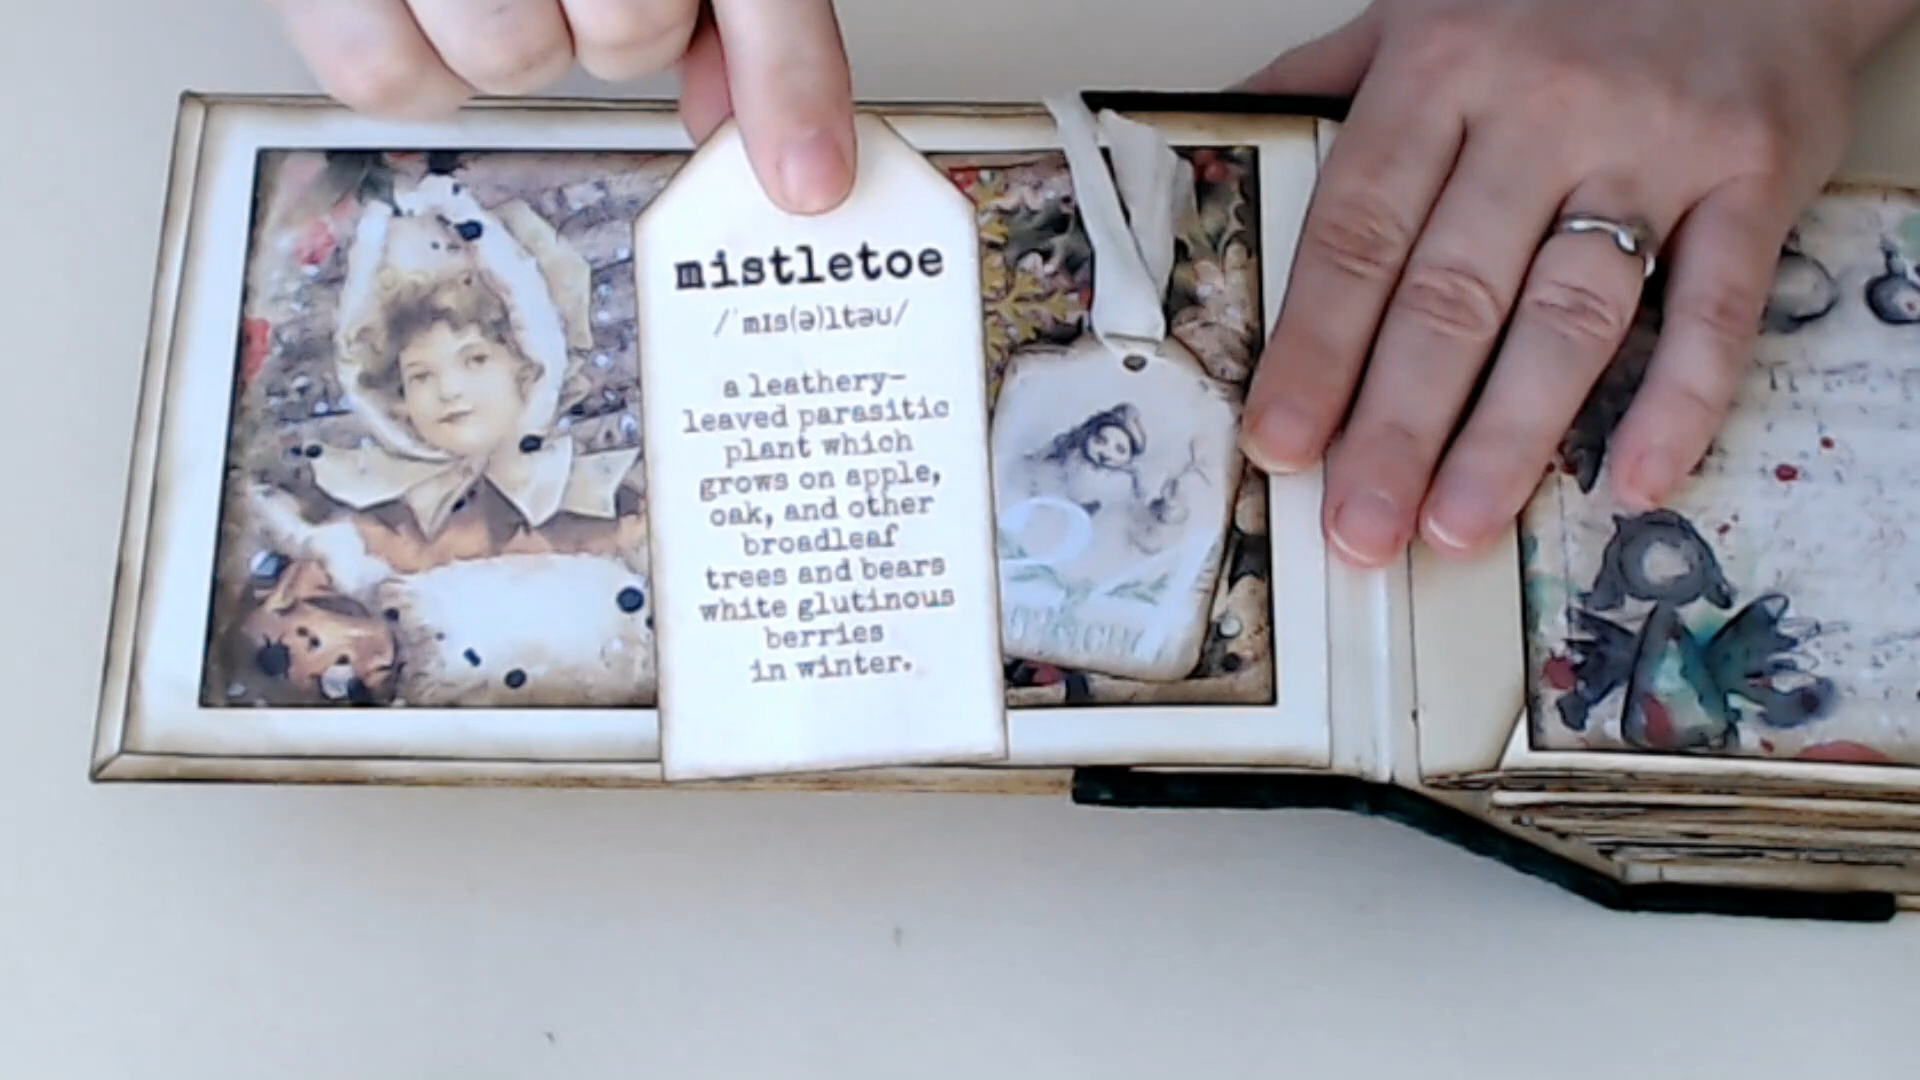 mistletoe
/ˈmɪs(ə)ltəʊ/
a leathery-
leaved parasitic
plant which
grows on apple,
oak, and other
broadleaf
trees and bears
white glutinous
berries
in winter.